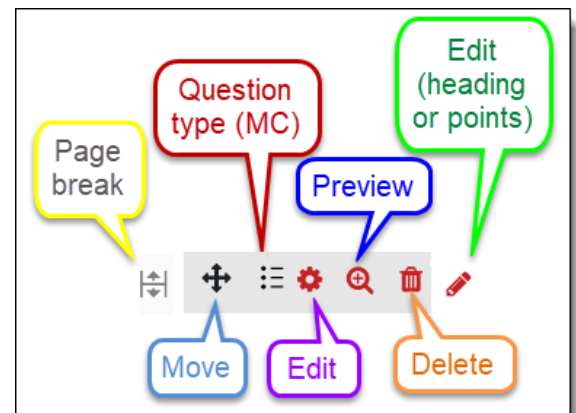 Edit
(heading
or points)
Question
type (MC)
Page
break
Preview
Move
Edit
Delete